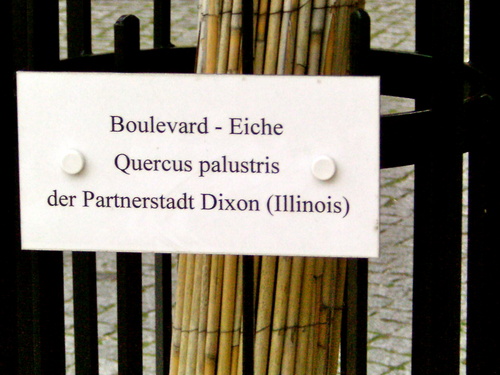 Boulevard - Eiche
Quercus palustris
der Partnerstadt Dixon (Illinois)